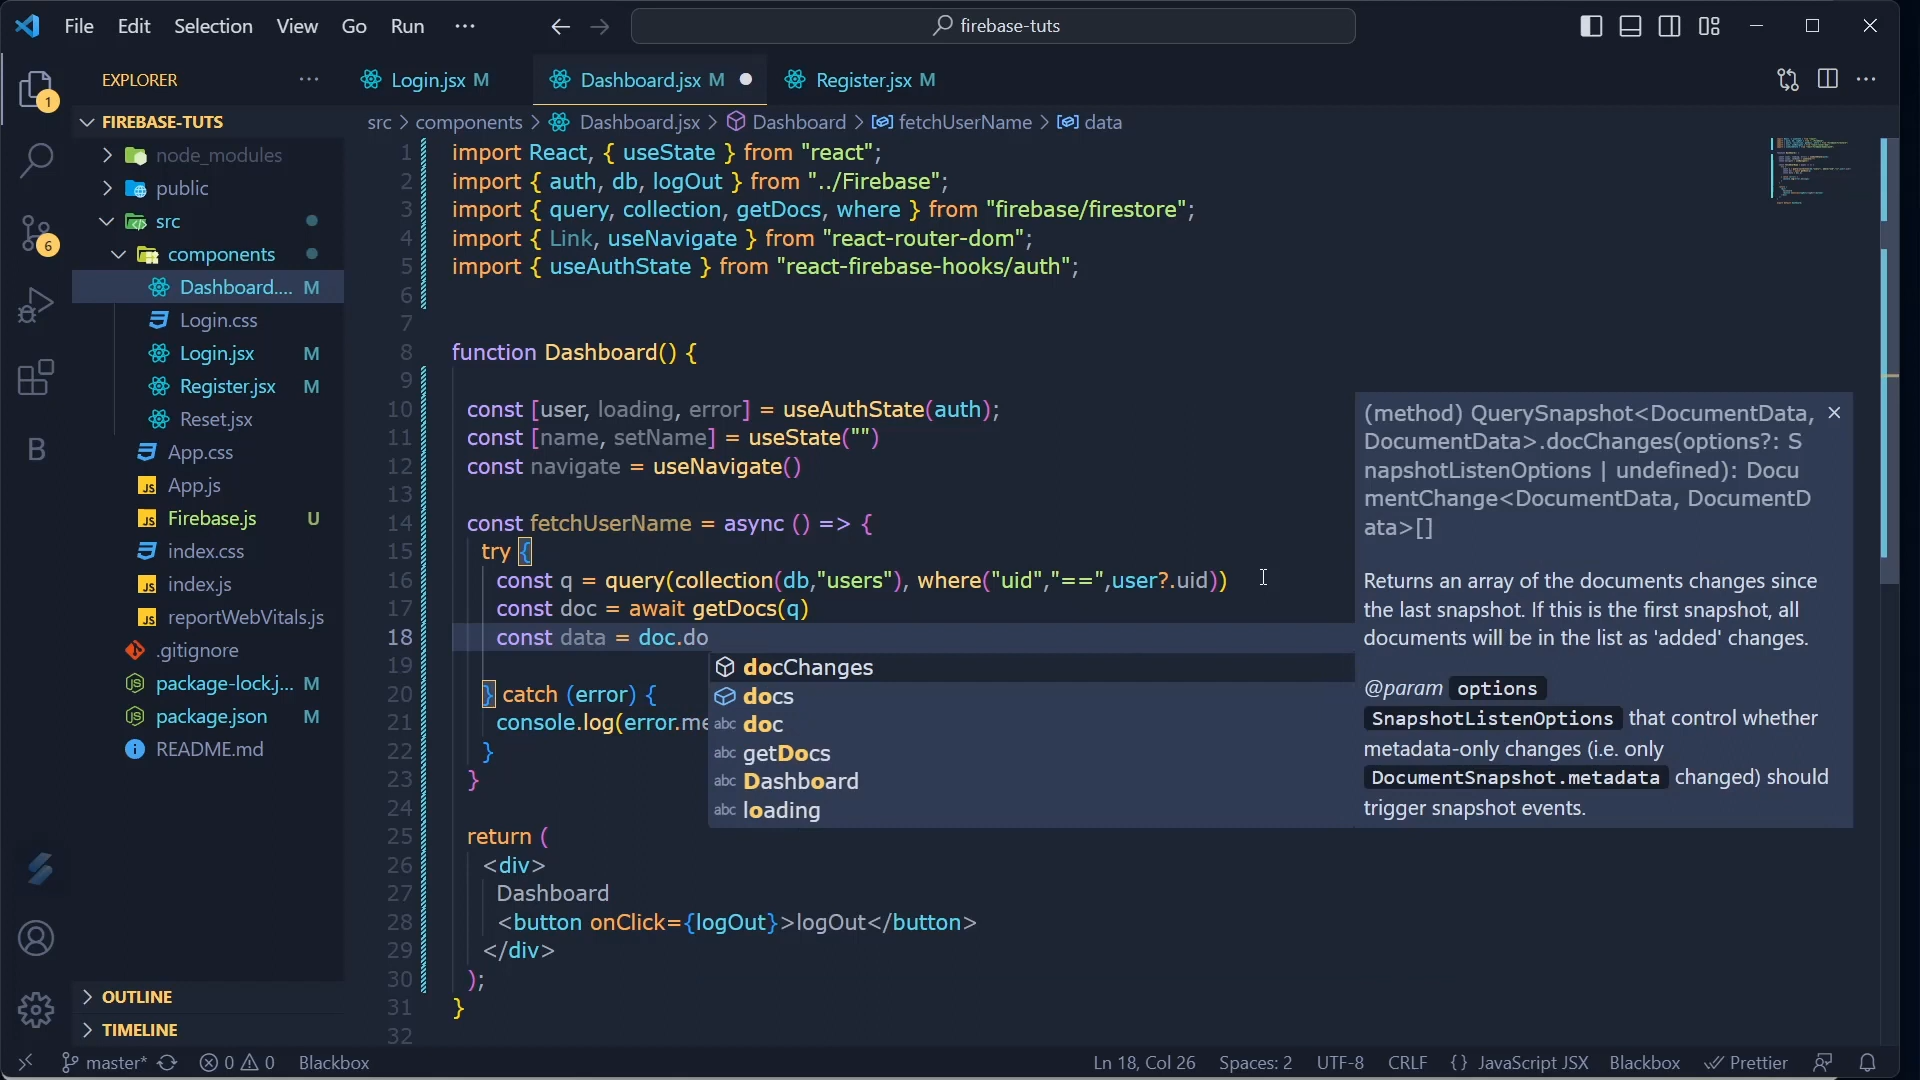 File Edit Selection View Go Run ··· firebase-tuts
EXPLORER ···
Login.jsx M Dashboard.jsx M Register.jsx M
FIREBASE-TUTS
src > components > Dashboard.jsx > Dashboard > fetchUserName > data
node_modules
public
src
components
Dashboard.... M
Login.css
Login.jsx M
Register.jsx M
Reset.jsx
App.css
App.js
Firebase.js U
index.css
index.js
reportWebVitals.js
.gitignore
package-lock.j... M
package.json M
README.md
OUTLINE
TIMELINE
1
6
B
1 import React, { useState } from "react";
2 import { auth, db, logOut } from "../Firebase";
3 import { query, collection, getDocs, where } from "firebase/firestore";
4 import { Link, useNavigate } from "react-router-dom";
5 import { useAuthState } from "react-firebase-hooks/auth";
6
7
8 function Dashboard() {
9
10 const [user, loading, error] = useAuthState(auth);
11 const [name, setName] = useState("")
12 const navigate = useNavigate()
13
14 const fetchUserName = async () => {
15 try {
16 const q = query(collection(db,"users"), where("uid","==",user?.uid))
17 const doc = await getDocs(q)
18 const data = doc.do
19
20 } catch (error) {
21 console.log(error.me
22 }
23 }
24
25 return (
26 <div>
27 Dashboard
28 <button onClick={logOut}>logOut</button>
29 </div>
30 );
31 }
32
docChanges
docs
abc doc
abc getDocs
abc Dashboard
abc loading
(method) QuerySnapshot<DocumentData,
DocumentData>.docChanges(options?: S
napshotListenOptions | undefined): Docu
mentChange<DocumentData, DocumentD
ata>[]
Returns an array of the documents changes since
the last snapshot. If this is the first snapshot, all
documents will be in the list as 'added' changes.
@param options
SnapshotListenOptions that control whether
metadata-only changes (i.e. only
DocumentSnapshot.metadata changed) should
trigger snapshot events.
master* 0 0 Blackbox Ln 18, Col 26 Spaces: 2 UTF-8 CRLF {} JavaScript JSX Blackbox Prettier